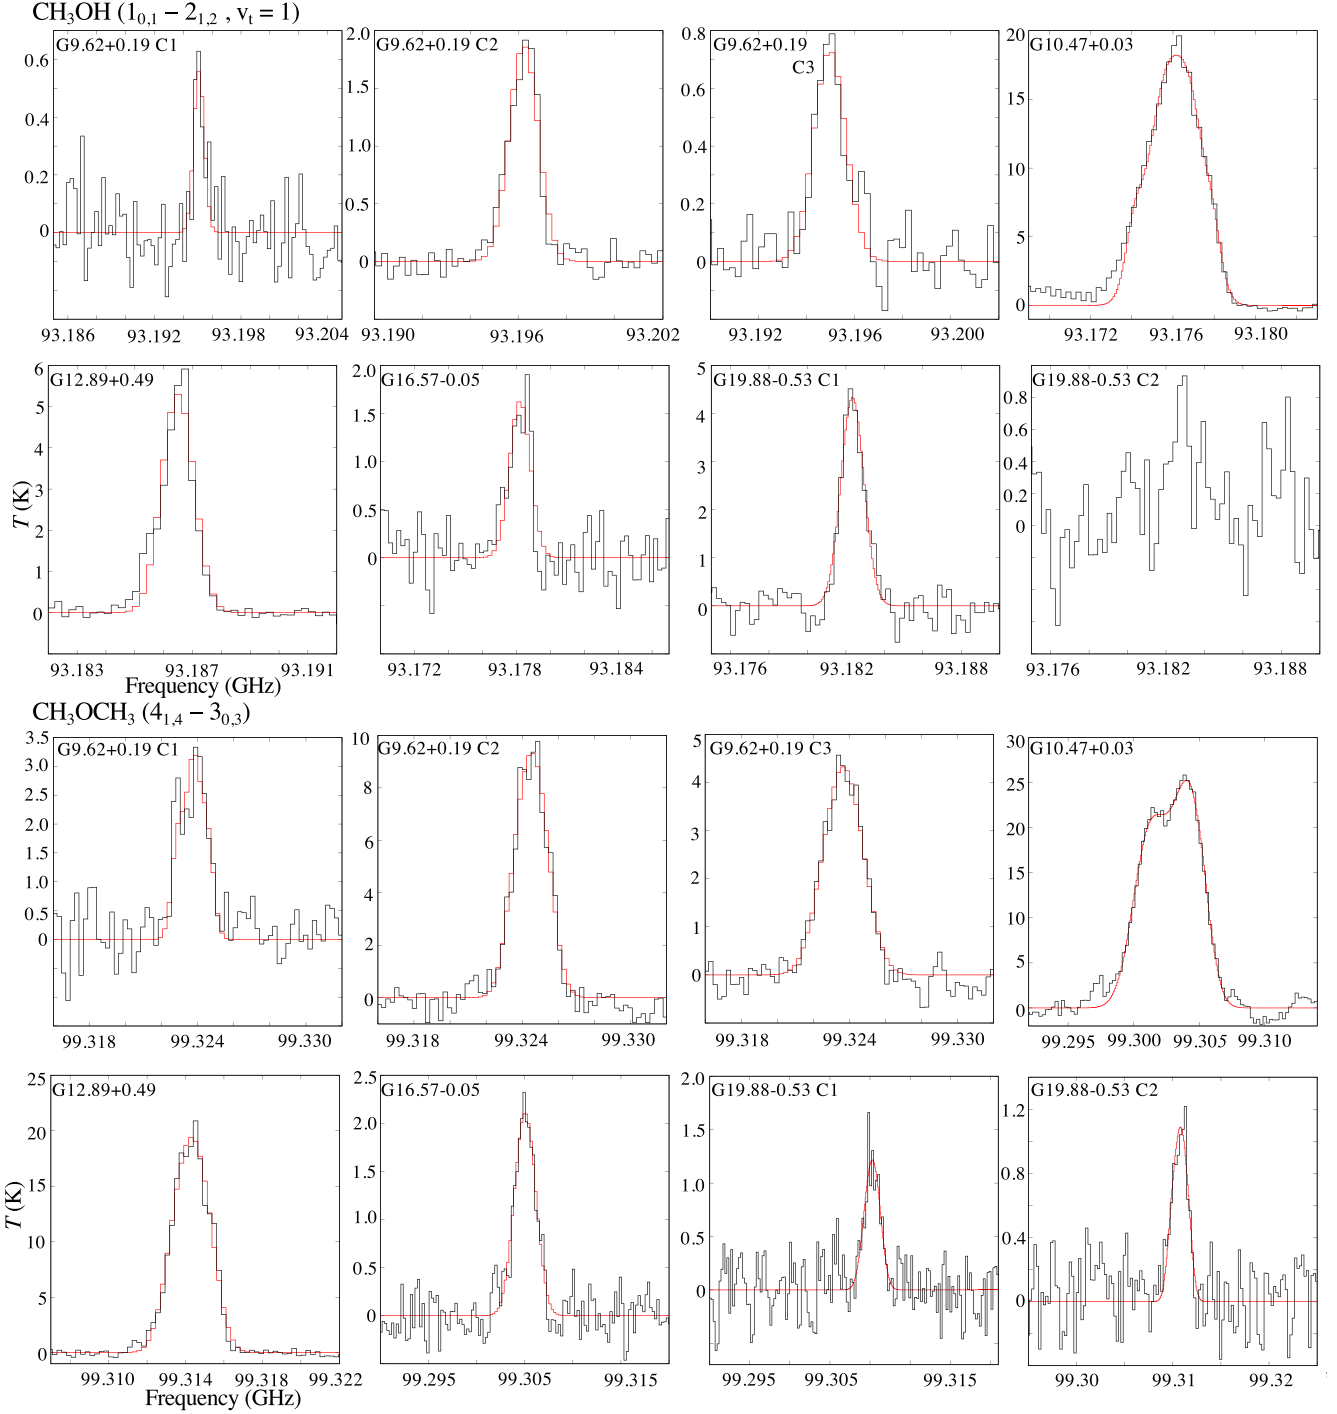 CH₃OH (1₀,₁ − 2₁,₂ , vₜ = 1)
G9.62+0.19 C1
0.6
0.4
0.2
0
93.186 93.192 93.198 93.204
G9.62+0.19 C2
2.0
1.5
1.0
0.5
0
93.190 93.196 93.202
G9.62+0.19
C3
0.8
0.6
0.4
0.2
0
93.192 93.196 93.200
G10.47+0.03
20
15
10
5
0
93.172 93.176 93.180
G12.89+0.49
6
5
4
3
2
1
0
T (K)
93.183 93.187 93.191
Frequency (GHz)
G16.57-0.05
2.0
1.5
1.0
0.5
0
93.172 93.178 93.184
G19.88-0.53 C1
5
4
3
2
1
0
93.176 93.182 93.188
G19.88-0.53 C2
0.8
0.6
0.4
0.2
0
93.176 93.182 93.188
CH₃OCH₃ (4₁,₄ − 3₀,₃)
G9.62+0.19 C1
3.5
3.0
2.5
2.0
1.5
1.0
0.5
0
99.318 99.324 99.330
G9.62+0.19 C2
10
8
6
4
2
0
99.318 99.324 99.330
G9.62+0.19 C3
5
4
3
2
1
0
99.318 99.324 99.330
G10.47+0.03
30
25
20
15
10
5
0
99.295 99.300 99.305 99.310
G12.89+0.49
25
20
15
10
5
0
T (K)
99.310 99.314 99.318 99.322
Frequency (GHz)
G16.57-0.05
2.5
2.0
1.5
1.0
0.5
0
99.295 99.305 99.315
G19.88-0.53 C1
2.0
1.5
1.0
0.5
0
99.295 99.305 99.315
G19.88-0.53 C2
1.2
0.8
0.4
0
99.30 99.31 99.32